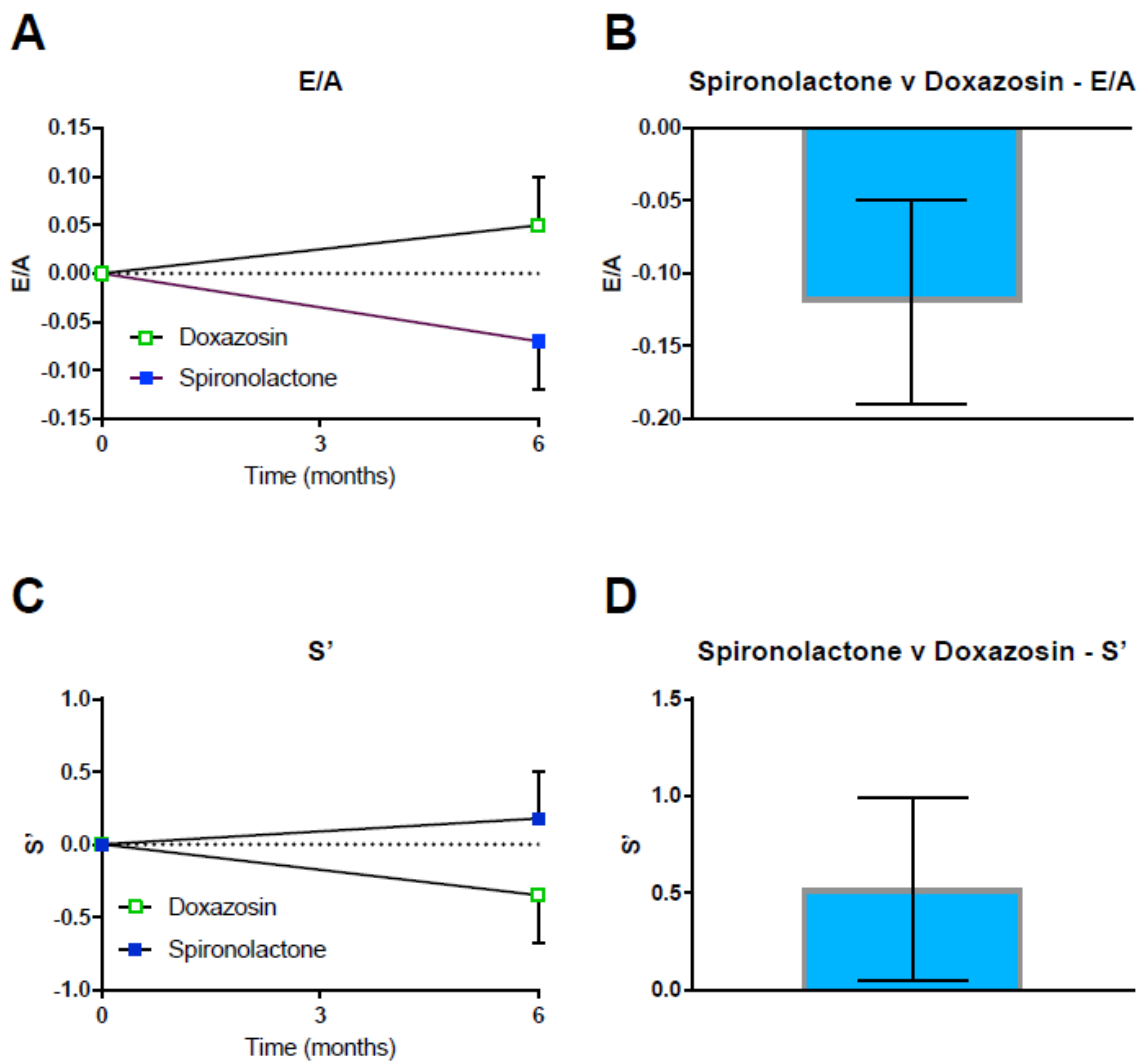 A
E/A
0.15
0.10
0.05
0.00
-0.05
-0.10
-0.15
E/A
Doxazosin
Spironolactone
0
3
6
Time (months)
B
Spironolactone v Doxazosin - E/A
0.00
-0.05
-0.10
-0.15
-0.20
E/A
C
S’
1.0
0.5
0.0
-0.5
-1.0
S’
Doxazosin
Spironolactone
0
3
6
Time (months)
D
Spironolactone v Doxazosin - S’
1.5
1.0
0.5
0.0
S’